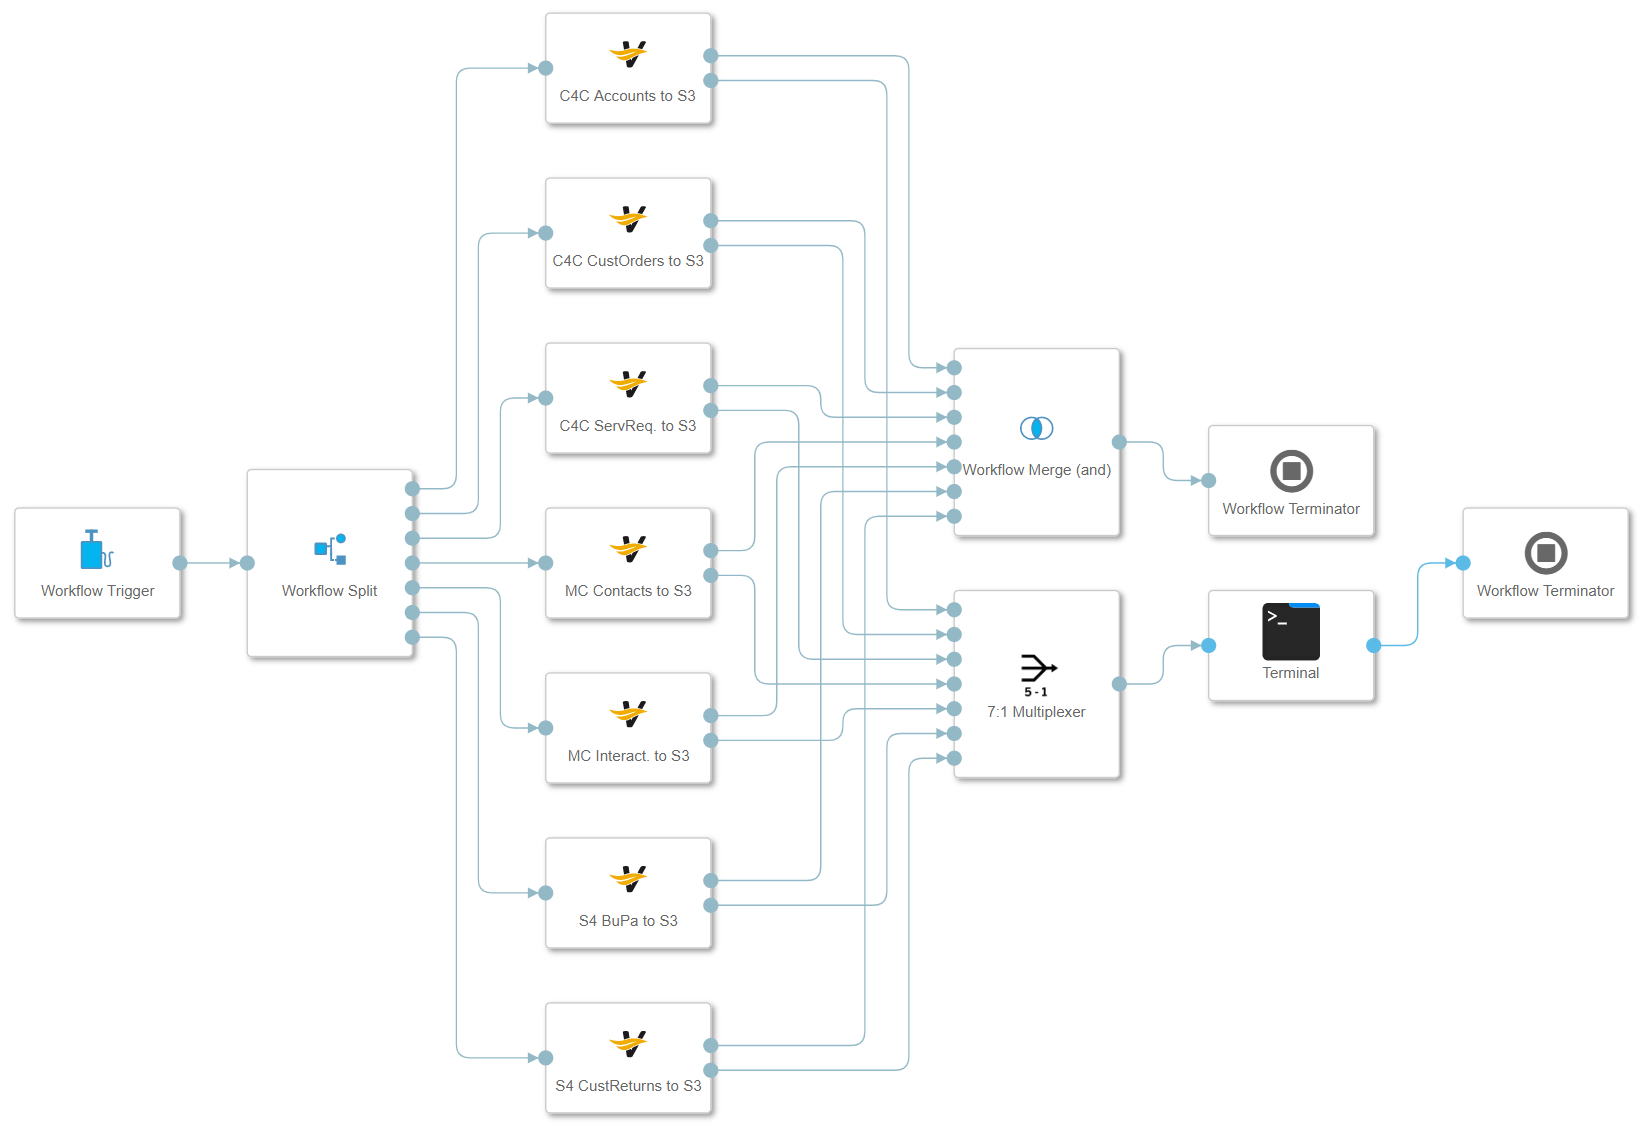 C4C Accounts to S3
C4C CustOrders to S3
C4C ServReq. to S3
Workflow Merge (and)
Workflow Terminator
Workflow Trigger
Workflow Split
MC Contacts to S3
Workflow Terminator
>_
Terminal
5 - 1
7:1 Multiplexer
MC Interact. to S3
S4 BuPa to S3
S4 CustReturns to S3